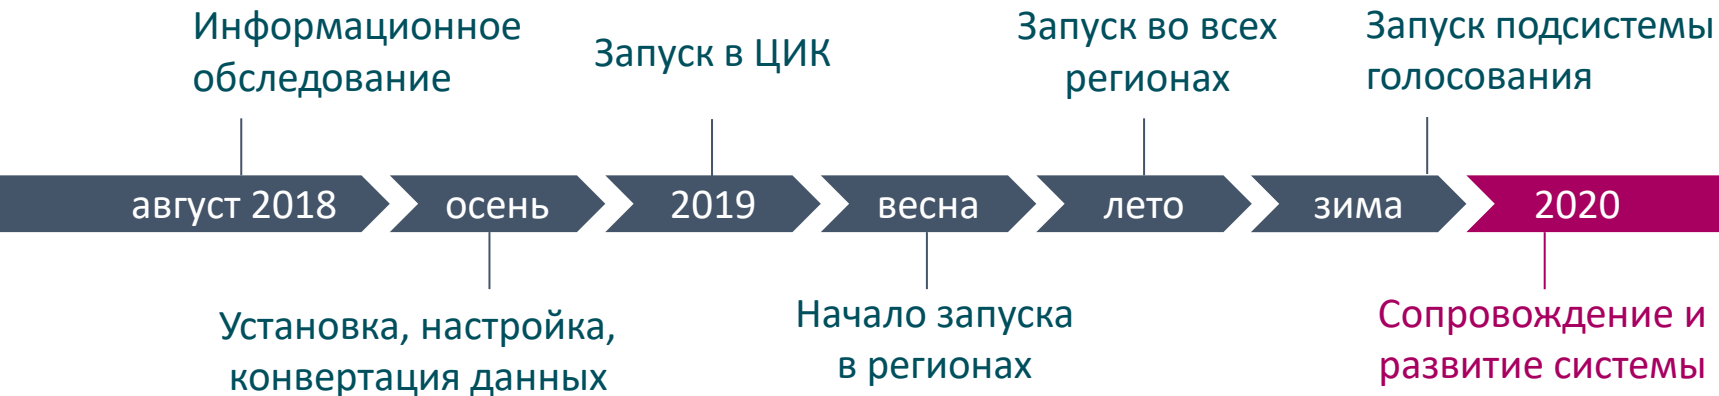 Информационное
обследование
Запуск в ЦИК
Запуск во всех
регионах
Запуск подсистемы
голосования
август 2018
осень
2019
весна
лето
зима
2020
Установка, настройка,
конвертация данных
Начало запуска
в регионах
Сопровождение и
развитие системы